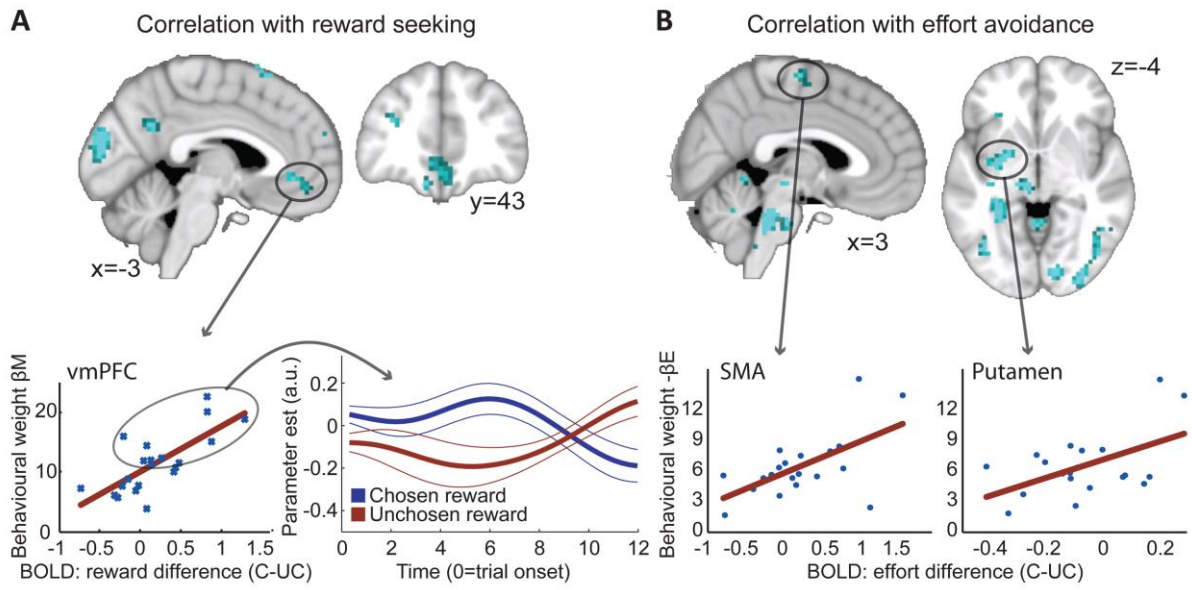 A
Correlation with reward seeking
y=43
x=-3
B
Correlation with effort avoidance
z=-4
x=3
vmPFC
Behavioural weight βM
20
10
0
-1 -0.5 0 0.5 1 1.5
BOLD: reward difference (C-UC)
Parameter est (a.u.)
0.2
0
-0.2
-0.4
Chosen reward
Unchosen reward
0 2 4 6 8 10 12
Time (0=trial onset)
SMA
Behavioural weight -βE
12
9
6
3
0
-1 -0.5 0 0.5 1 1.5
Putamen
12
9
6
3
0
-0.4 -0.2 0 0.2
BOLD: effort difference (C-UC)